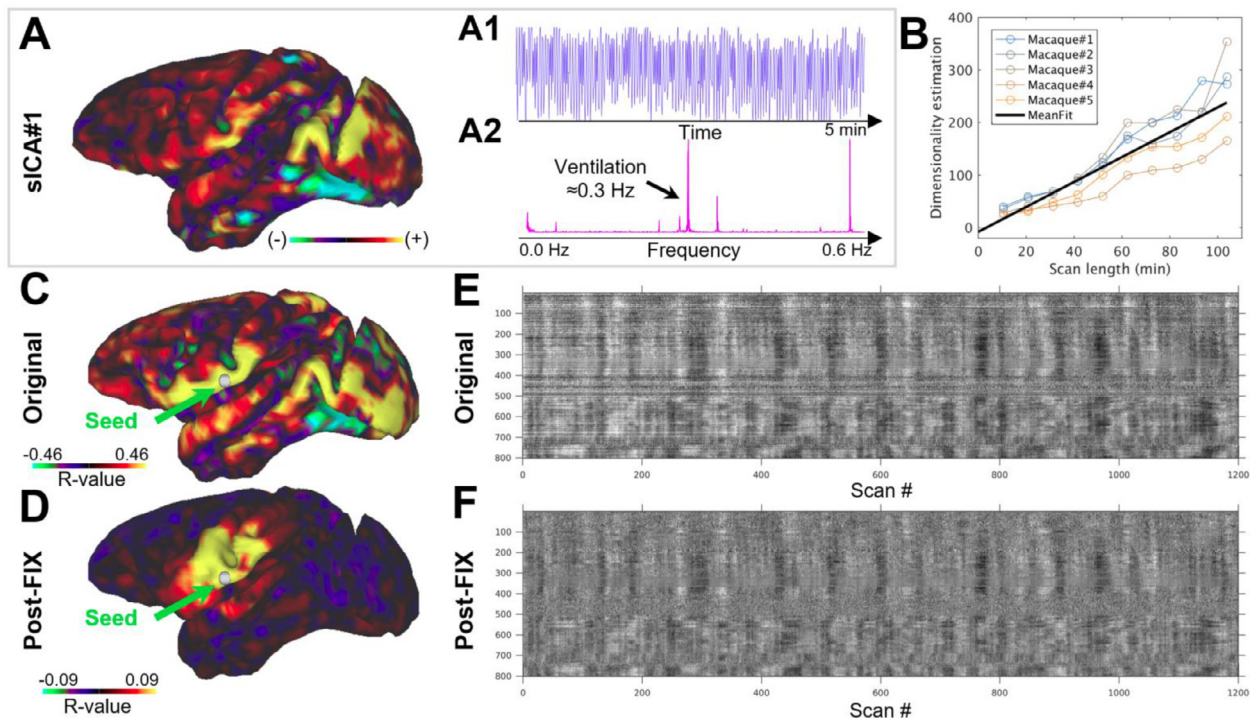 A
sICA#1
(-) (+)
A1
Time
5 min
A2
Ventilation
≈0.3 Hz
0.0 Hz
Frequency
0.6 Hz
B
Dimensionality estimation
400
300
200
100
0
Macaque#1
Macaque#2
Macaque#3
Macaque#4
Macaque#5
MeanFit
0 20 40 60 80 100
Scan length (min)
C
Original
Seed
-0.46 0.46
R-value
D
Post-FIX
Seed
-0.09 0.09
R-value
E
Original
100
200
300
400
500
600
700
800
0 200 400 600 800 1000 1200
Scan #
F
Post-FIX
100
200
300
400
500
600
700
800
0 200 400 600 800 1000 1200
Scan #